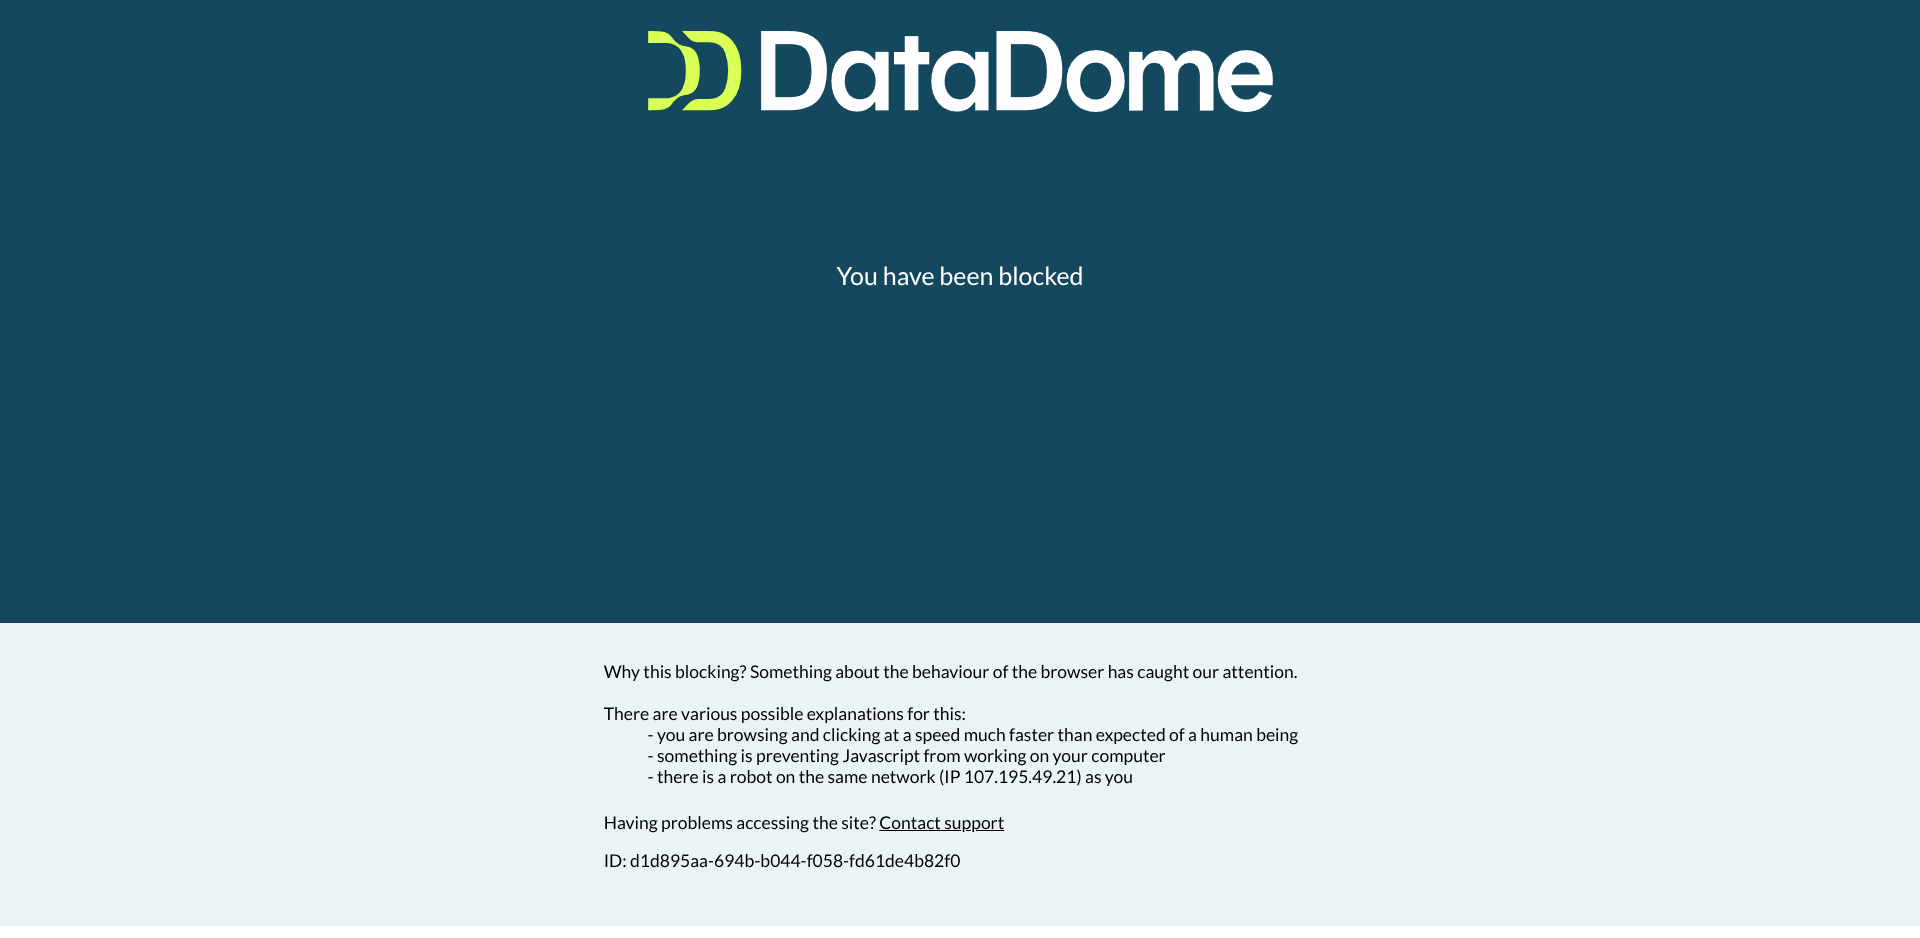 DataDome
You have been blocked
Why this blocking? Something about the behaviour of the browser has caught our attention.
There are various possible explanations for this:
- you are browsing and clicking at a speed much faster than expected of a human being
- something is preventing Javascript from working on your computer
- there is a robot on the same network (IP 107.195.49.21) as you
Having problems accessing the site? Contact support
ID: d1d895aa-694b-b044-f058-fd61de4b82f0